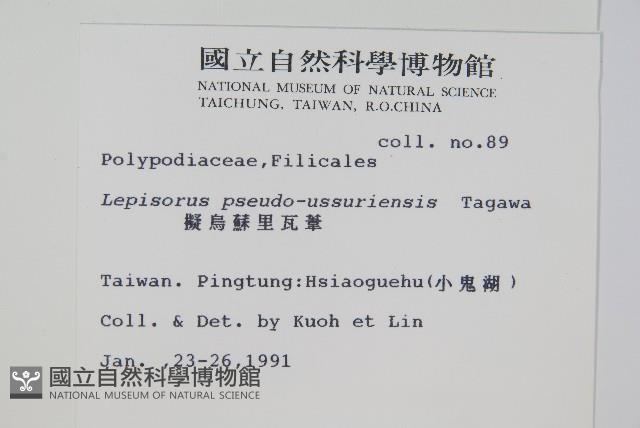 國立自然科學博物館
NATIONAL MUSEUM OF NATURAL SCIENCE
TAICHUNG, TAIWAN, R.O.CHINA
coll. no.89
Polypodiaceae,Filicales
Lepisorus pseudo-ussuriensis Tagawa
擬烏蘇里瓦葦
Taiwan. Pingtung:Hsiaoguehu(小鬼湖)
Coll. & Det. by Kuoh et Lin
Jan. ,23-26,1991
國立自然科學博物館
NATIONAL MUSEUM OF NATURAL SCIENCE